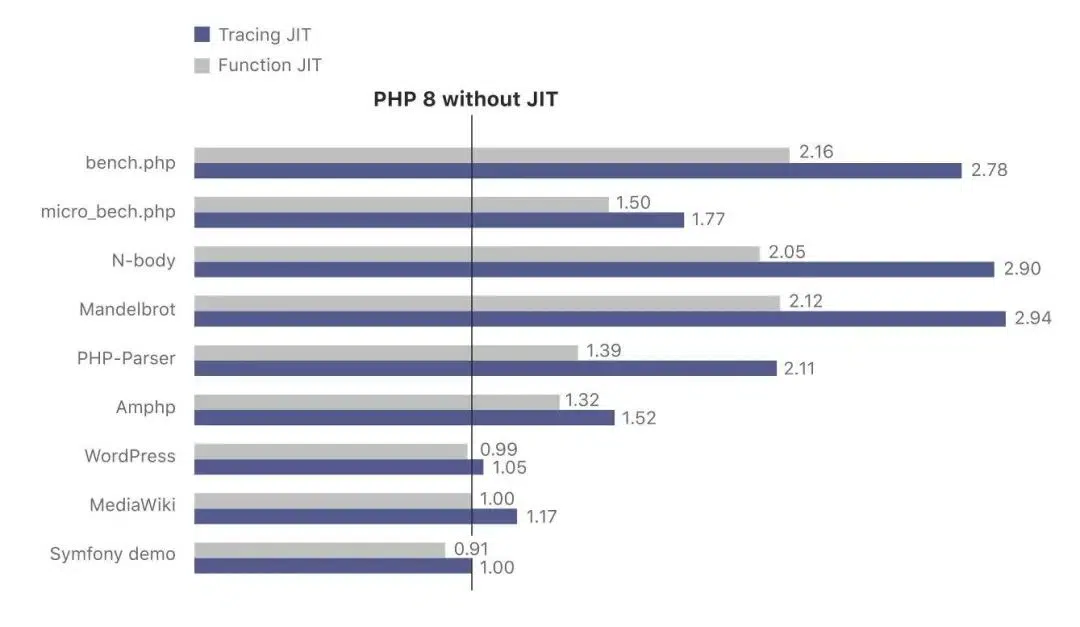 Tracing JIT
Function JIT
PHP 8 without JIT
bench.php
2.16
2.78
micro_bech.php
1.50
1.77
N-body
2.05
2.90
Mandelbrot
2.12
2.94
PHP-Parser
1.39
2.11
Amphp
1.32
1.52
WordPress
0.99
1.05
MediaWiki
1.00
1.17
Symfony demo
0.91
1.00